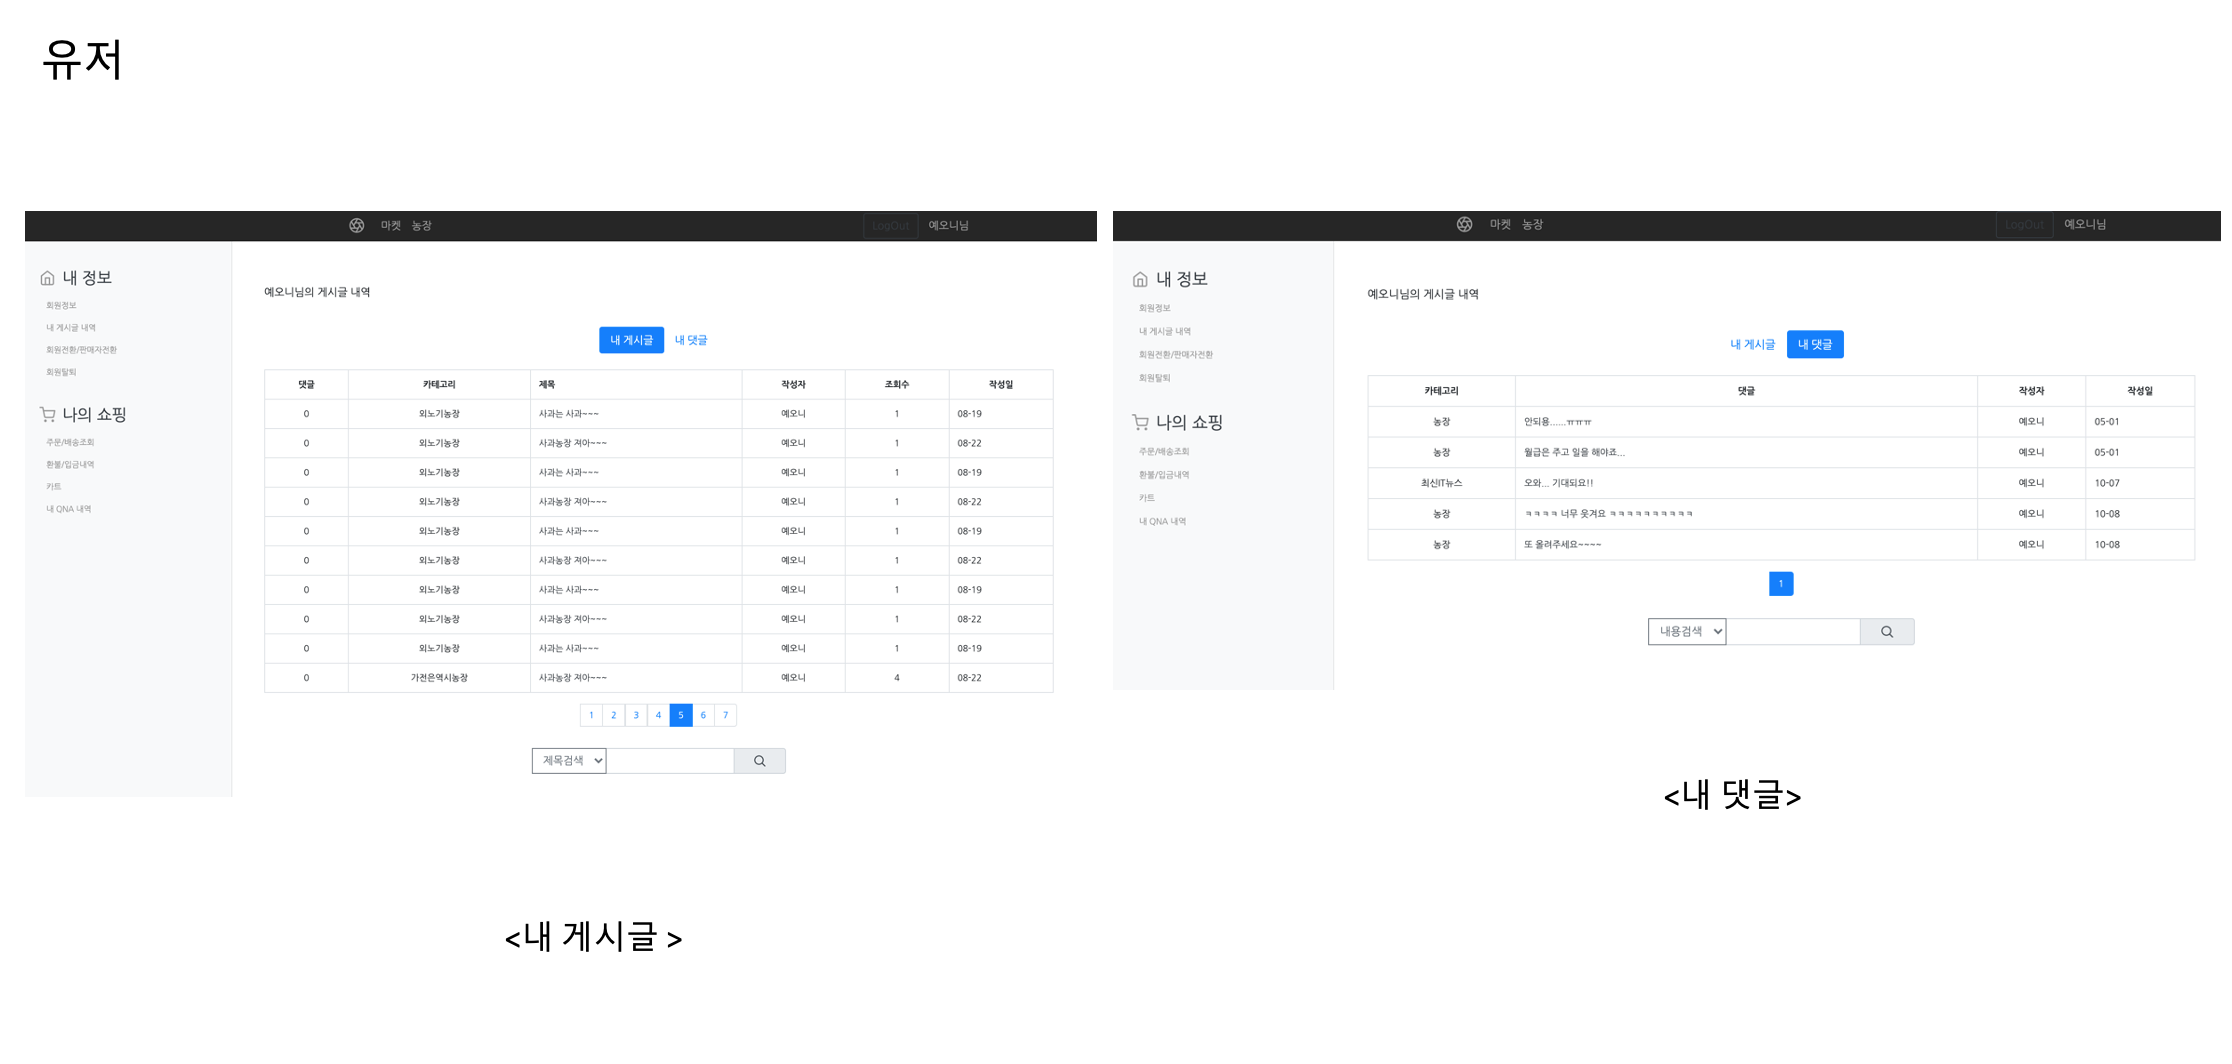 유저
마켓 농장 LogOut 예오니님
내 정보
회원정보
내 게시글 내역
회원전환/판매자전환
회원탈퇴
나의 쇼핑
주문/배송조회
환불/입금내역
카트
내 QNA 내역
예오니님의 게시글 내역
내 게시글 내 댓글
댓글 카테고리 제목 작성자 조회수 작성일
0 외노기농장 사과는 사과~~~ 예오니 1 08-19
0 외노기농장 사과농장 져아~~~ 예오니 1 08-22
0 외노기농장 사과는 사과~~~ 예오니 1 08-19
0 외노기농장 사과농장 져아~~~ 예오니 1 08-22
0 외노기농장 사과는 사과~~~ 예오니 1 08-19
0 외노기농장 사과농장 져아~~~ 예오니 1 08-22
0 외노기농장 사과는 사과~~~ 예오니 1 08-19
0 외노기농장 사과농장 져아~~~ 예오니 1 08-22
0 외노기농장 사과는 사과~~~ 예오니 1 08-19
0 가전은역시농장 사과농장 져아~~~ 예오니 4 08-22
1 2 3 4 5 6 7
제목검색
<내 게시글 >
마켓 농장 LogOut 예오니님
내 정보
회원정보
내 게시글 내역
회원전환/판매자전환
회원탈퇴
나의 쇼핑
주문/배송조회
환불/입금내역
카트
내 QNA 내역
예오니님의 게시글 내역
내 게시글 내 댓글
카테고리 댓글 작성자 작성일
농장 안되용......ㅠㅠㅠ 예오니 05-01
농장 월급은 주고 일을 해야죠... 예오니 05-01
최신IT뉴스 오와... 기대되요!! 예오니 10-07
농장 ㅋㅋㅋㅋ 너무 웃겨요 ㅋㅋㅋㅋㅋㅋㅋㅋㅋㅋ 예오니 10-08
농장 또 올려주세요~~~~ 예오니 10-08
1
내용검색
<내 댓글>